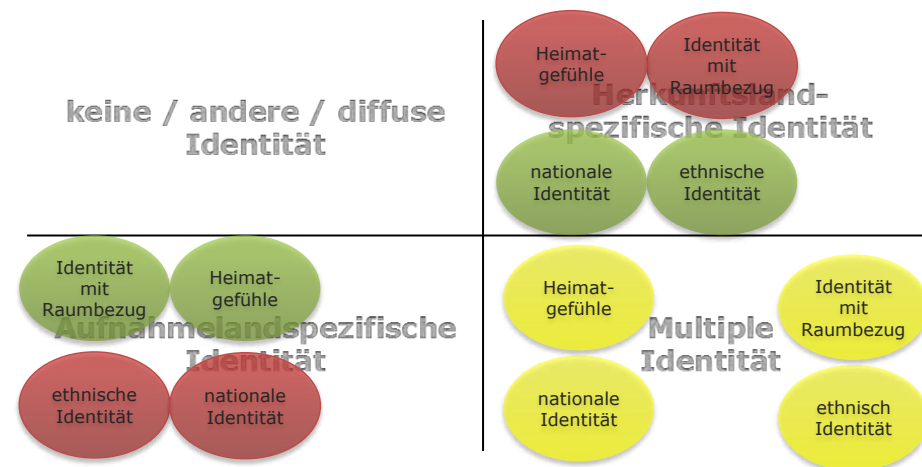 keine / andere / diffuse
Identität
Heimat-
gefühle
Identität
mit
Raumbezug
Herkunftsland-
spezifische Identität
nationale
Identität
ethnische
Identität
Identität
mit
Raumbezug
Heimat-
gefühle
Aufnahmelandspezifische
Identität
ethnische
Identität
nationale
Identität
Heimat-
gefühle
Identität
mit
Raumbezug
Multiple
Identität
nationale
Identität
ethnisch
Identität